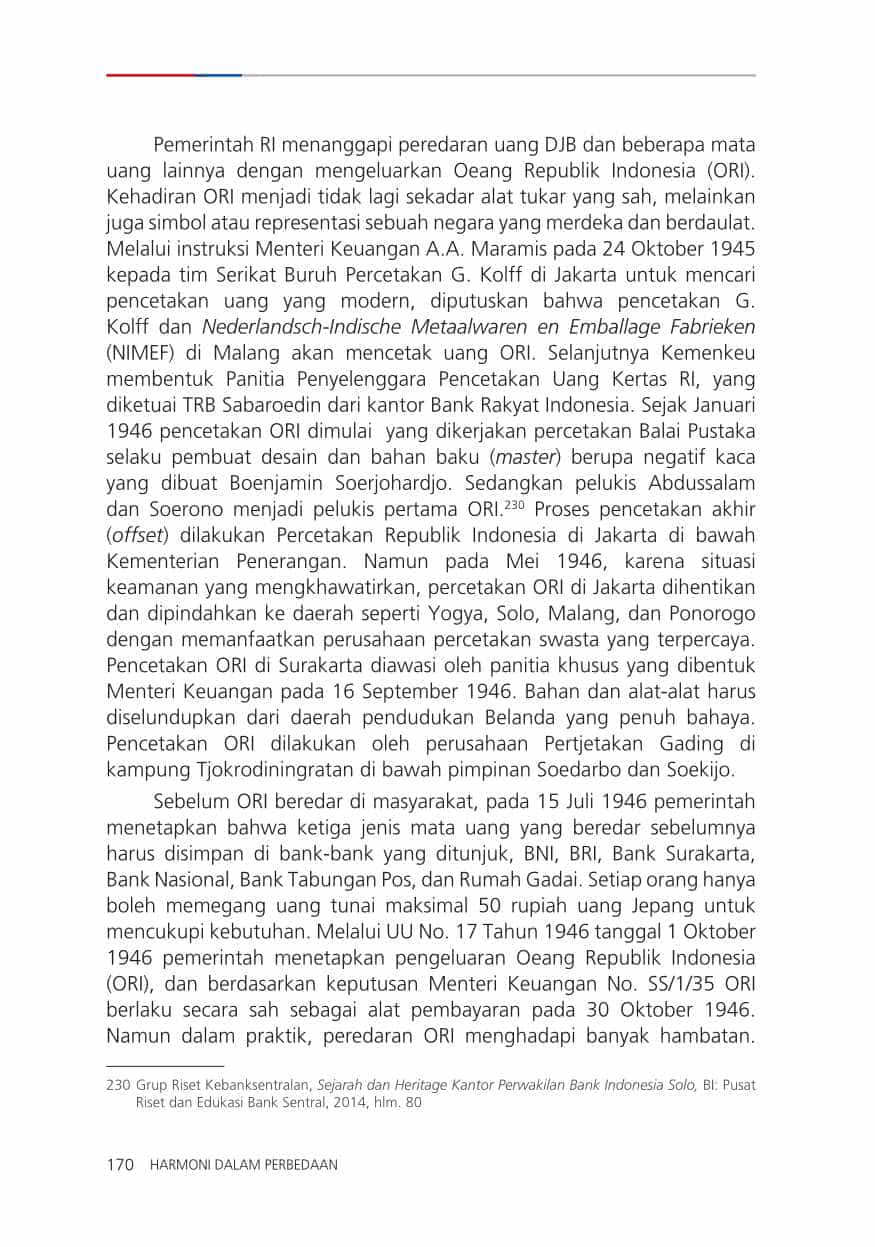 Pemerintah RI menanggapi peredaran uang DJB dan beberapa mata
uang lainnya dengan mengeluarkan Oeang Republik Indonesia (ORI).
Kehadiran ORI menjadi tidak lagi sekadar alat tukar yang sah, melainkan
juga simbol atau representasi sebuah negara yang merdeka dan berdaulat.
Melalui instruksi Menteri Keuangan A.A. Maramis pada 24 Oktober 1945
kepada tim Serikat Buruh Percetakan G. Kolff di Jakarta untuk mencari
pencetakan uang yang modern, diputuskan bahwa pencetakan G.
Kolff dan Nederlandsch-Indische Metaalwaren en Emballage Fabrieken
(NIMEF) di Malang akan mencetak uang ORI. Selanjutnya Kemenkeu
membentuk Panitia Penyelenggara Pencetakan Uang Kertas RI, yang
diketuai TRB Sabaroedin dari kantor Bank Rakyat Indonesia. Sejak Januari
1946 pencetakan ORI dimulai  yang dikerjakan percetakan Balai Pustaka
selaku pembuat desain dan bahan baku (master) berupa negatif kaca
yang dibuat Boenjamin Soerjohardjo. Sedangkan pelukis Abdussalam
dan Soerono menjadi pelukis pertama ORI.230 Proses pencetakan akhir
(offset) dilakukan Percetakan Republik Indonesia di Jakarta di bawah
Kementerian Penerangan. Namun pada Mei 1946, karena situasi
keamanan yang mengkhawatirkan, percetakan ORI di Jakarta dihentikan
dan dipindahkan ke daerah seperti Yogya, Solo, Malang, dan Ponorogo
dengan memanfaatkan perusahaan percetakan swasta yang terpercaya.
Pencetakan ORI di Surakarta diawasi oleh panitia khusus yang dibentuk
Menteri Keuangan pada 16 September 1946. Bahan dan alat-alat harus
diselundupkan dari daerah pendudukan Belanda yang penuh bahaya.
Pencetakan ORI dilakukan oleh perusahaan Pertjetakan Gading di
kampung Tjokrodiningratan di bawah pimpinan Soedarbo dan Soekijo.
Sebelum ORI beredar di masyarakat, pada 15 Juli 1946 pemerintah
menetapkan bahwa ketiga jenis mata uang yang beredar sebelumnya
harus disimpan di bank-bank yang ditunjuk, BNI, BRI, Bank Surakarta,
Bank Nasional, Bank Tabungan Pos, dan Rumah Gadai. Setiap orang hanya
boleh memegang uang tunai maksimal 50 rupiah uang Jepang untuk
mencukupi kebutuhan. Melalui UU No. 17 Tahun 1946 tanggal 1 Oktober
1946 pemerintah menetapkan pengeluaran Oeang Republik Indonesia
(ORI), dan berdasarkan keputusan Menteri Keuangan No. SS/1/35 ORI
berlaku secara sah sebagai alat pembayaran pada 30 Oktober 1946.
Namun dalam praktik, peredaran ORI menghadapi banyak hambatan.
230 Grup Riset Kebanksentralan, Sejarah dan Heritage Kantor Perwakilan Bank Indonesia Solo, BI: Pusat
Riset dan Edukasi Bank Sentral, 2014, hlm. 80
170 HARMONI DALAM PERBEDAAN